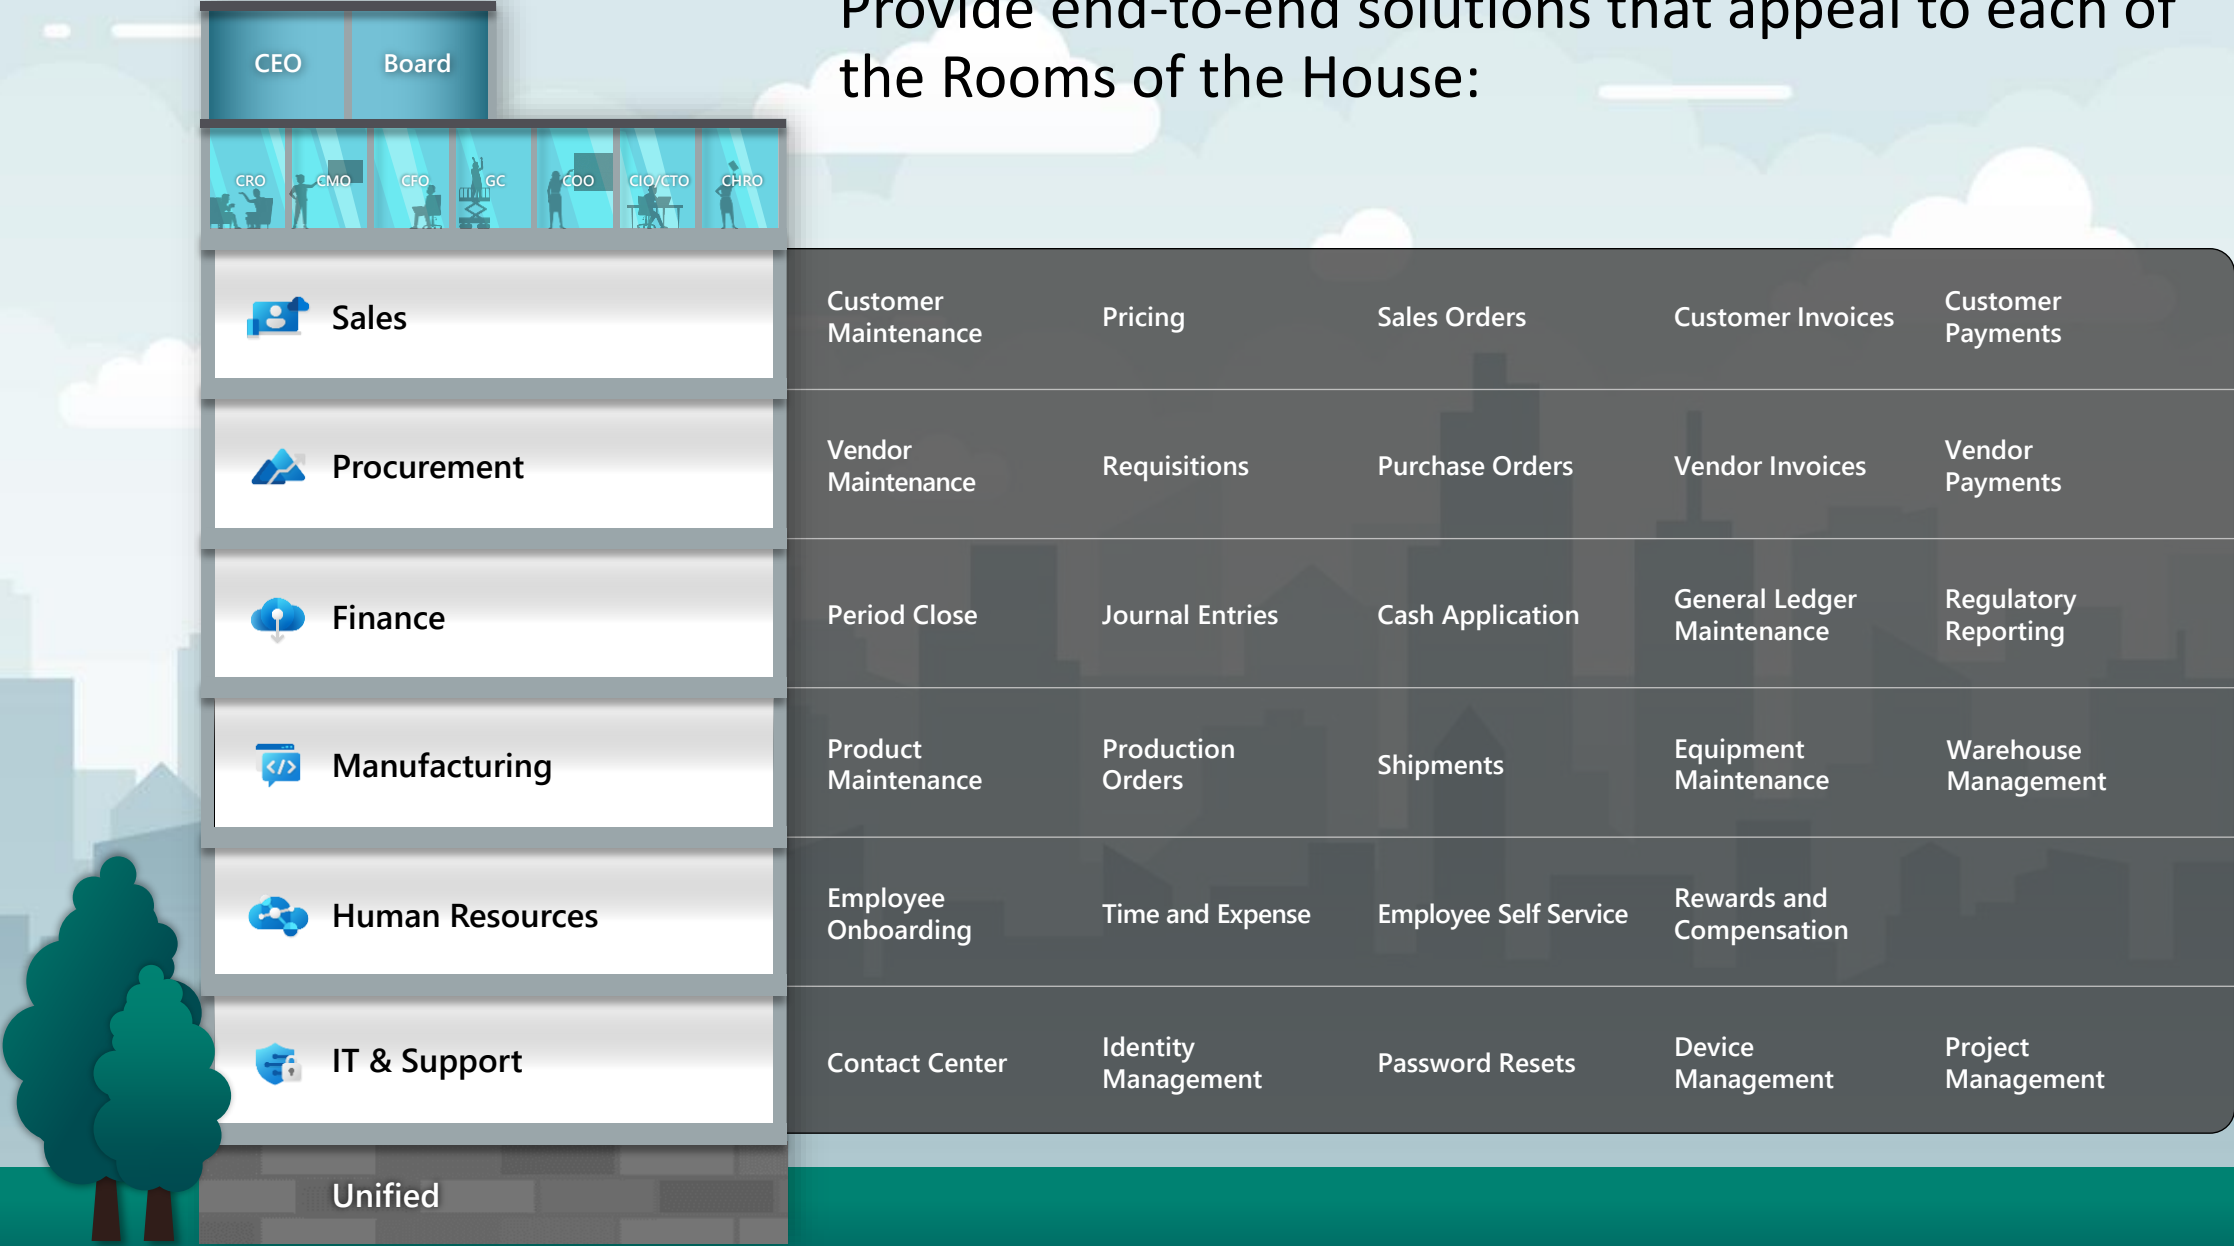 Provide end-to-end solutions that appeal to each of
the Rooms of the House:
CEO
Board
CRO
CMO
CFO
GC
COO
CIO/CTO
CHRO
Sales
Customer
Maintenance
Pricing
Sales Orders
Customer Invoices
Customer
Payments
Procurement
Vendor
Maintenance
Requisitions
Purchase Orders
Vendor Invoices
Vendor
Payments
Finance
Period Close
Journal Entries
Cash Application
General Ledger
Maintenance
Regulatory
Reporting
Manufacturing
Product
Maintenance
Production
Orders
Shipments
Equipment
Maintenance
Warehouse
Management
Human Resources
Employee
Onboarding
Time and Expense
Employee Self Service
Rewards and
Compensation
IT & Support
Contact Center
Identity
Management
Password Resets
Device
Management
Project
Management
Unified